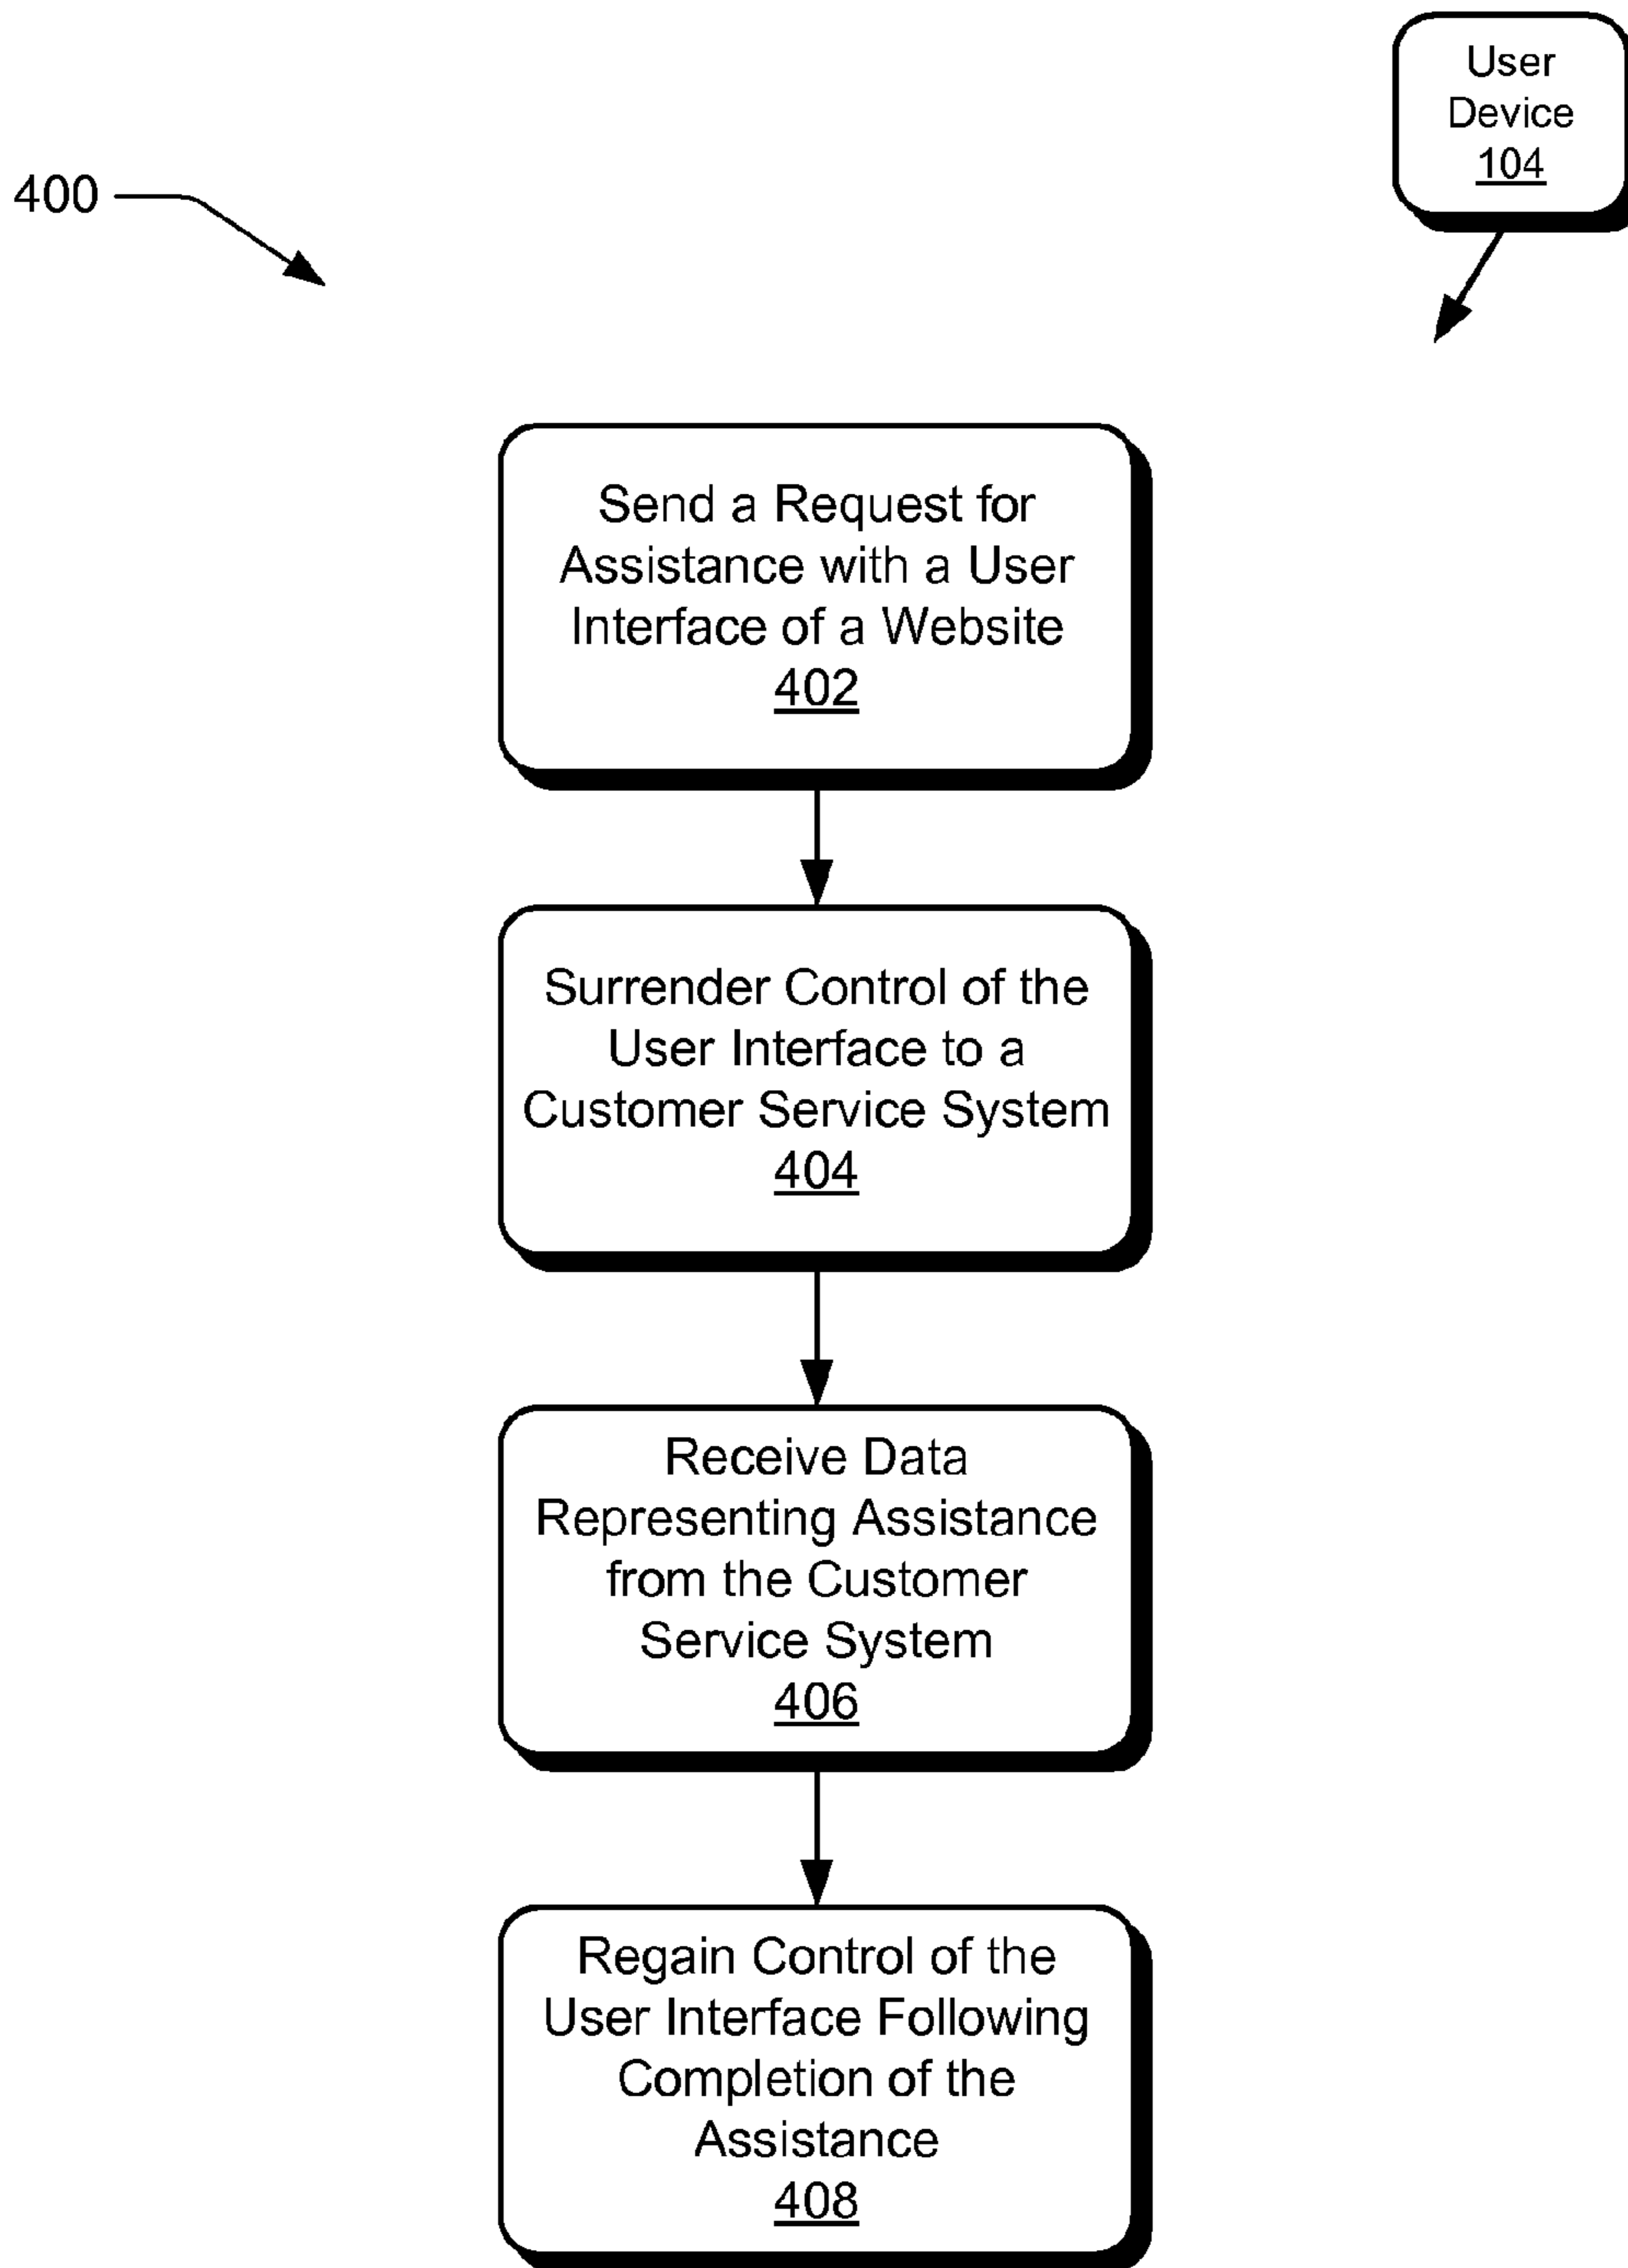 User
Device
104
400
Send a Request for
Assistance with a User
Interface of a Website
402
Surrender Control of the
User Interface to a
Customer Service System
404
Receive Data
Representing Assistance
from the Customer
Service System
406
Regain Control of the
User Interface Following
Completion of the
Assistance
408